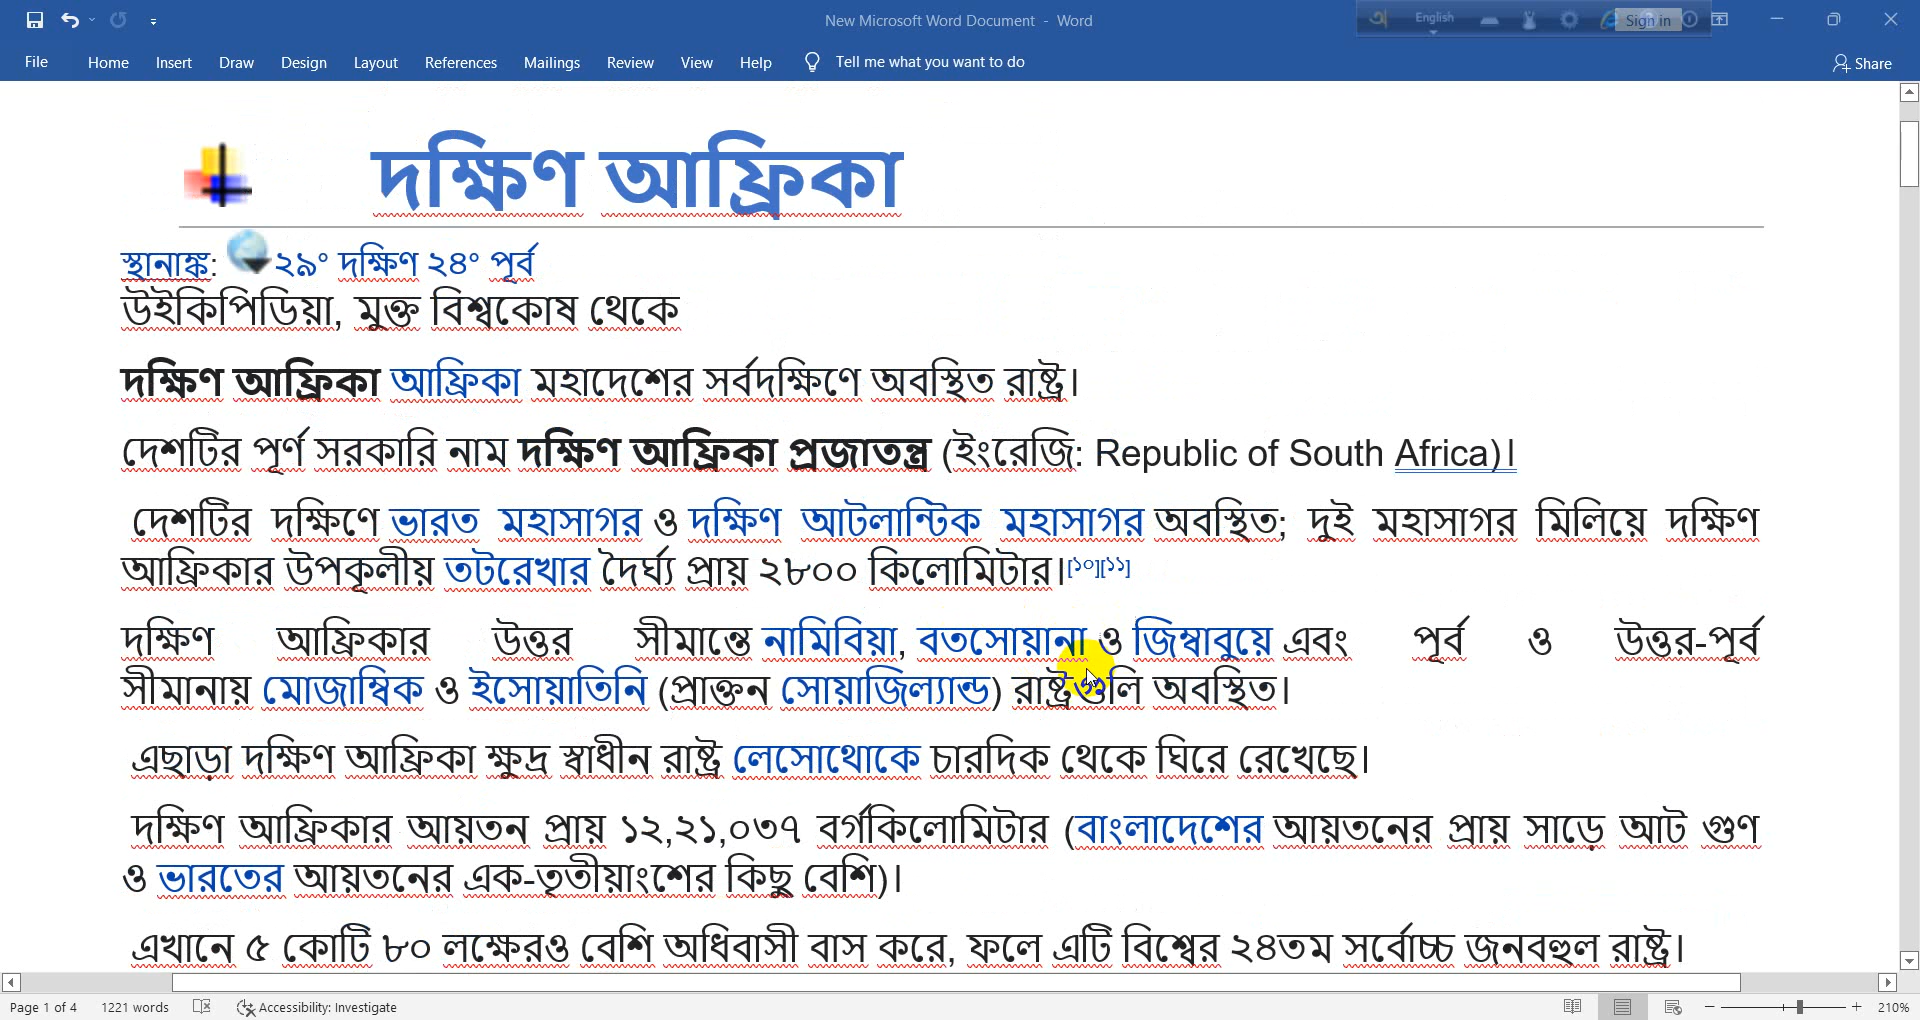 New Microsoft Word Document - Word
English
Sign in
File Home Insert Draw Design Layout References Mailings Review View Help Tell me what you want to do Share
দক্ষিণ আফ্রিকা
স্থানাঙ্ক: ২৯° দক্ষিণ ২৪° পূর্ব
উইকিপিডিয়া, মুক্ত বিশ্বকোষ থেকে
দক্ষিণ আফ্রিকা আফ্রিকা মহাদেশের সর্বদক্ষিণে অবস্থিত রাষ্ট্র।
দেশটির পূর্ণ সরকারি নাম দক্ষিণ আফ্রিকা প্রজাতন্ত্র (ইংরেজি: Republic of South Africa)।
দেশটির দক্ষিণে ভারত মহাসাগর ও দক্ষিণ আটলান্টিক মহাসাগর অবস্থিত; দুই মহাসাগর মিলিয়ে দক্ষিণ
আফ্রিকার উপকূলীয় তটরেখার দৈর্ঘ্য প্রায় ২৮০০ কিলোমিটার।[১০][১১]
দক্ষিণ আফ্রিকার উত্তর সীমান্তে নামিবিয়া, বতসোয়ানা ও জিম্বাবুয়ে এবং পূর্ব ও উত্তর-পূর্ব
সীমানায় মোজাম্বিক ও ইসোয়াতিনি (প্রাক্তন সোয়াজিল্যান্ড) রাষ্ট্রগুলি অবস্থিত।
এছাড়া দক্ষিণ আফ্রিকা ক্ষুদ্র স্বাধীন রাষ্ট্র লেসোথোকে চারদিক থেকে ঘিরে রেখেছে।
দক্ষিণ আফ্রিকার আয়তন প্রায় ১২,২১,০৩৭ বর্গকিলোমিটার (বাংলাদেশের আয়তনের প্রায় সাড়ে আট গুণ
ও ভারতের আয়তনের এক-তৃতীয়াংশের কিছু বেশি)।
এখানে ৫ কোটি ৮০ লক্ষেরও বেশি অধিবাসী বাস করে, ফলে এটি বিশ্বের ২৪তম সর্বোচ্চ জনবহুল রাষ্ট্র।
Page 1 of 4 1221 words Accessibility: Investigate 210%